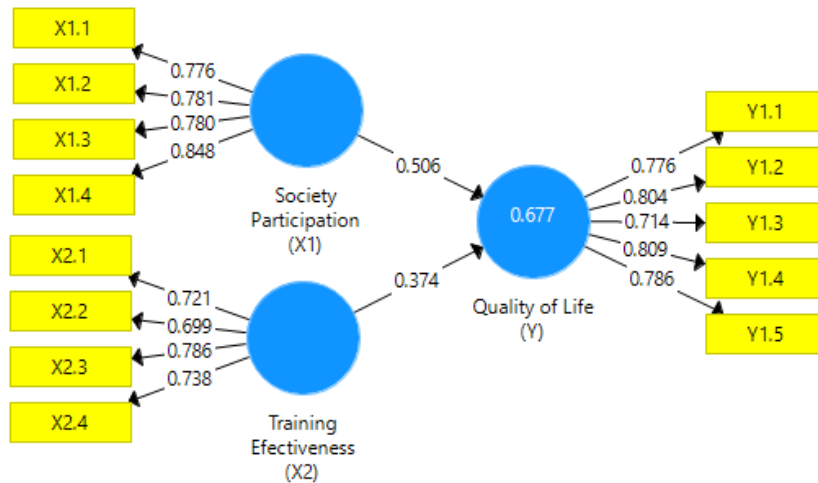 X1.1
0.776
X1.2
0.781
X1.3
0.780
X1.4
0.848
Society
Participation
(X1)
0.506
X2.1
0.721
X2.2
0.699
X2.3
0.786
X2.4
0.738
Training
Efectiveness
(X2)
0.374
0.677
Quality of Life
(Y)
Y1.1
0.776
Y1.2
0.804
Y1.3
0.714
Y1.4
0.809
Y1.5
0.786